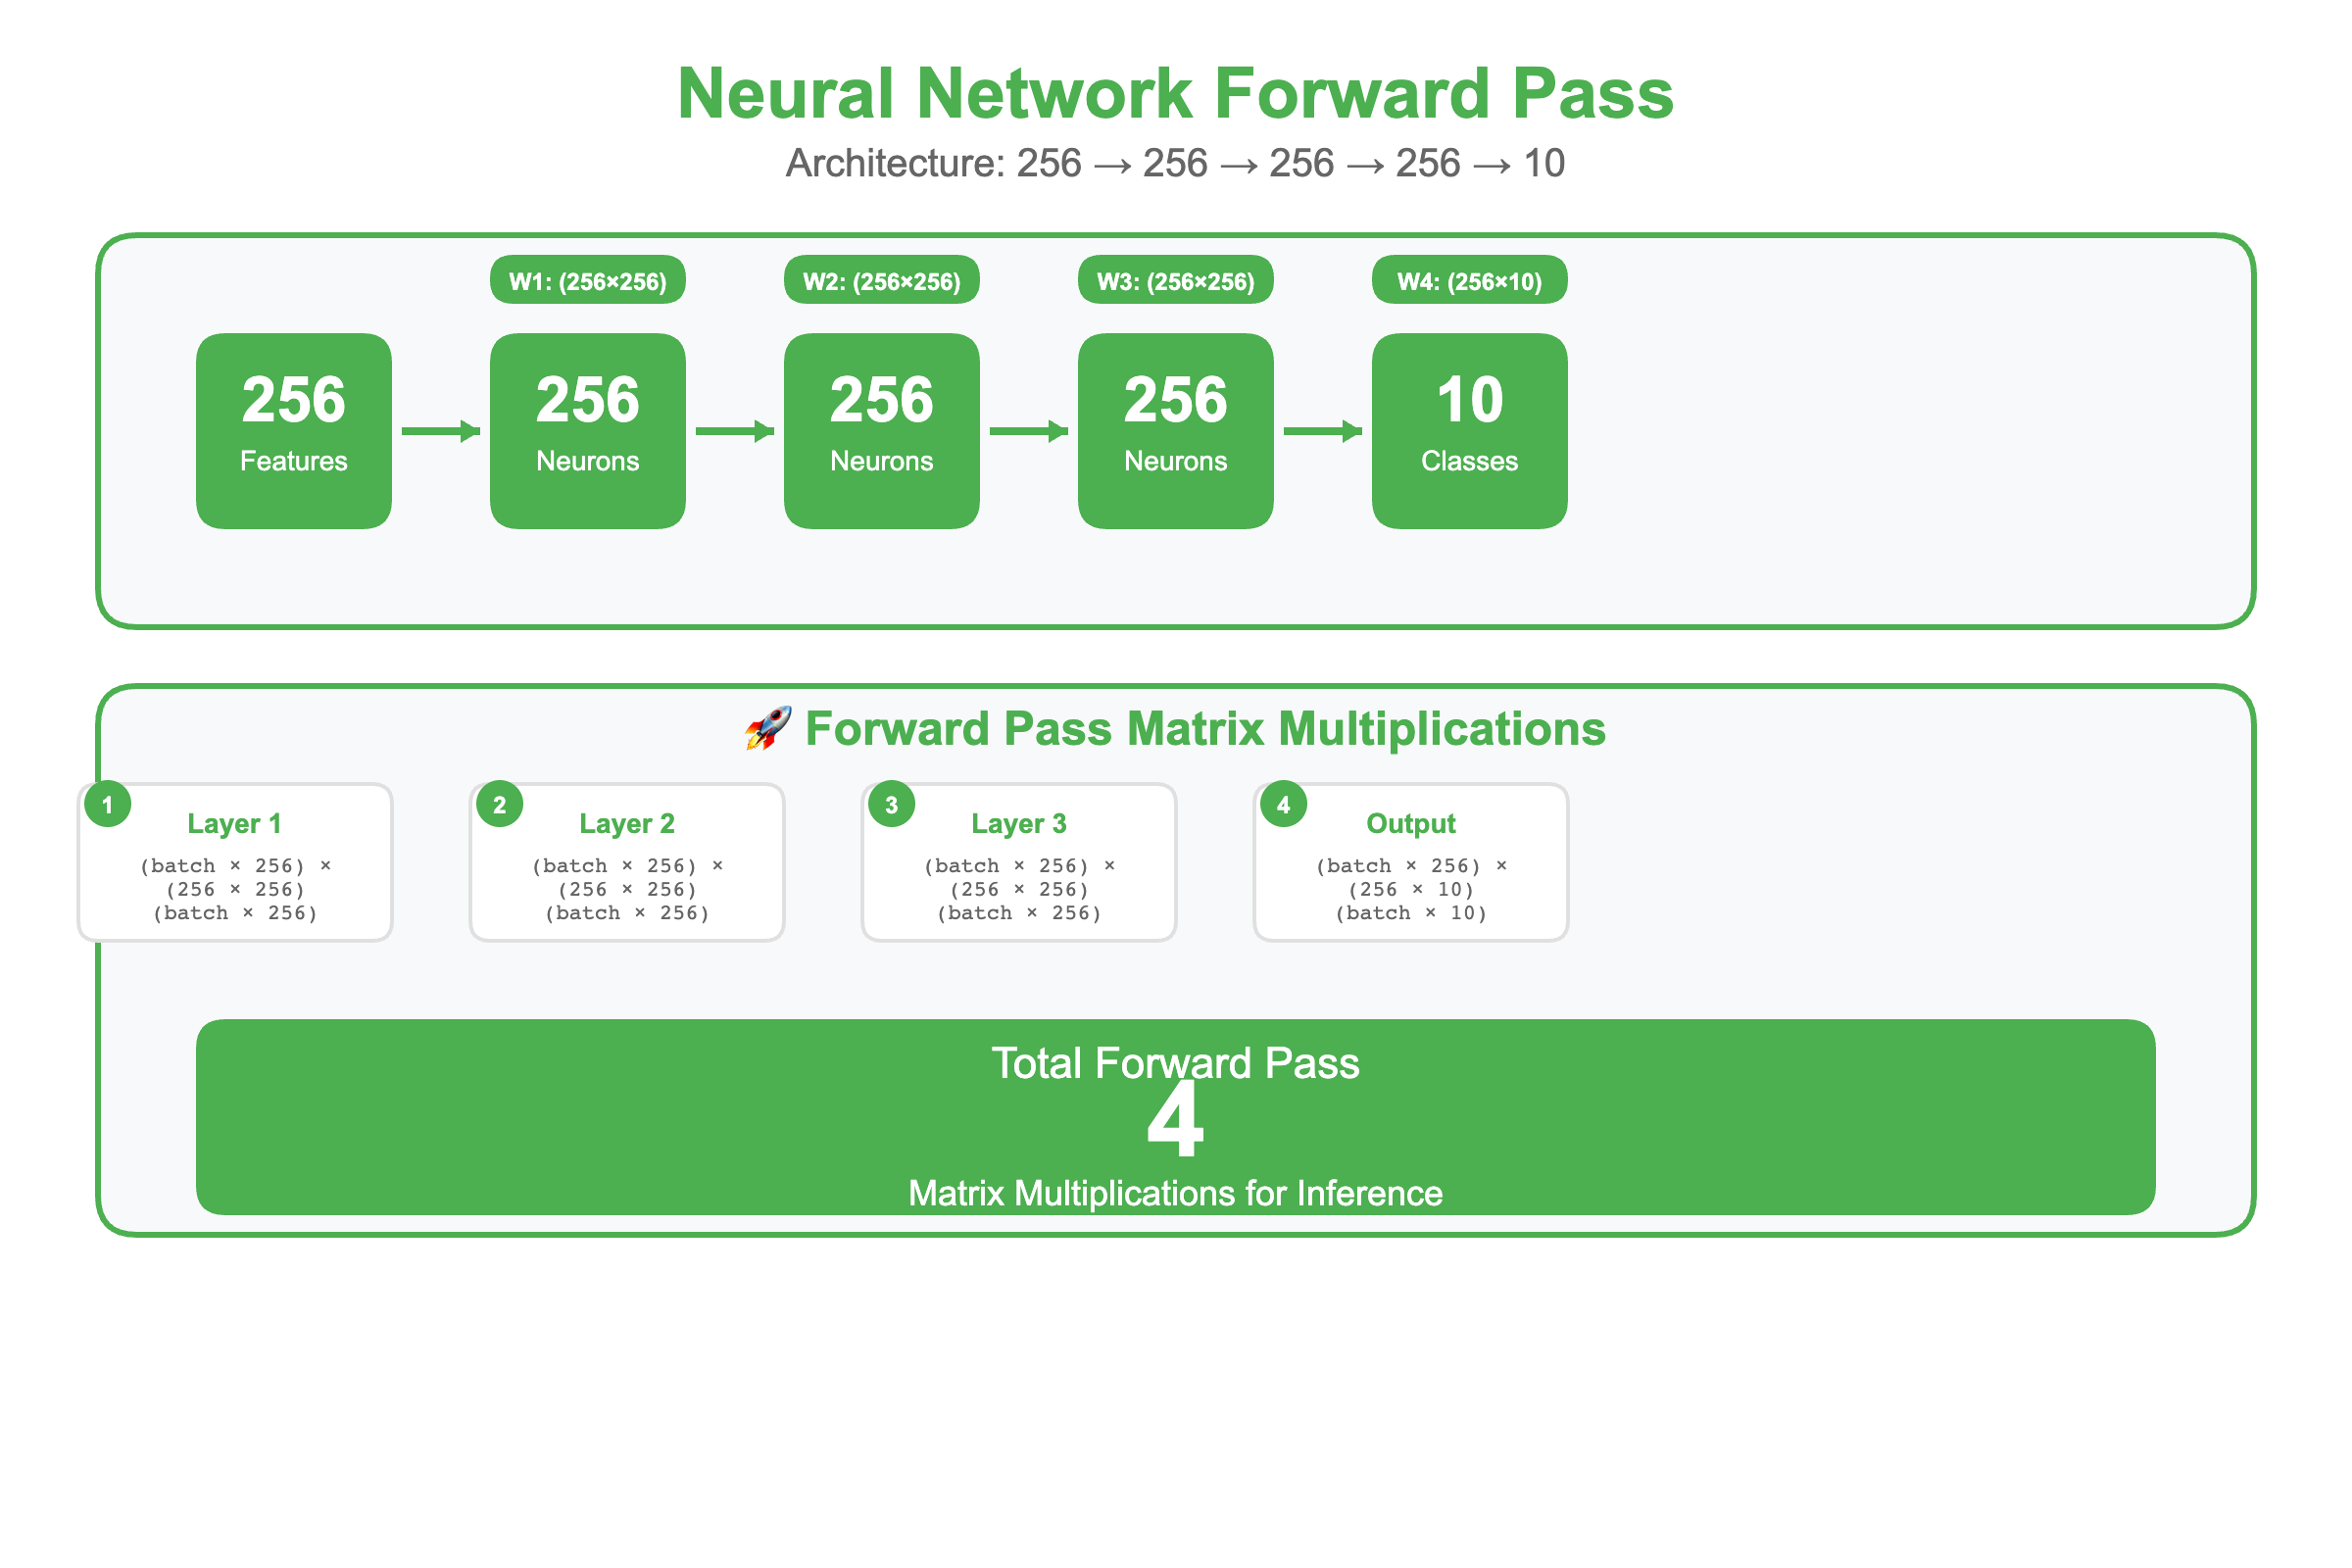 Neural Network Forward Pass
Architecture: 256 → 256 → 256 → 256 → 10
W1: (256×256)
W2: (256×256)
W3: (256×256)
W4: (256×10)
256
Features
256
Neurons
256
Neurons
256
Neurons
10
Classes
🚀 Forward Pass Matrix Multiplications
1
Layer 1
(batch × 256) ×
(256 × 256)
(batch × 256)
2
Layer 2
(batch × 256) ×
(256 × 256)
(batch × 256)
3
Layer 3
(batch × 256) ×
(256 × 256)
(batch × 256)
4
Output
(batch × 256) ×
(256 × 10)
(batch × 10)
Total Forward Pass
4
Matrix Multiplications for Inference